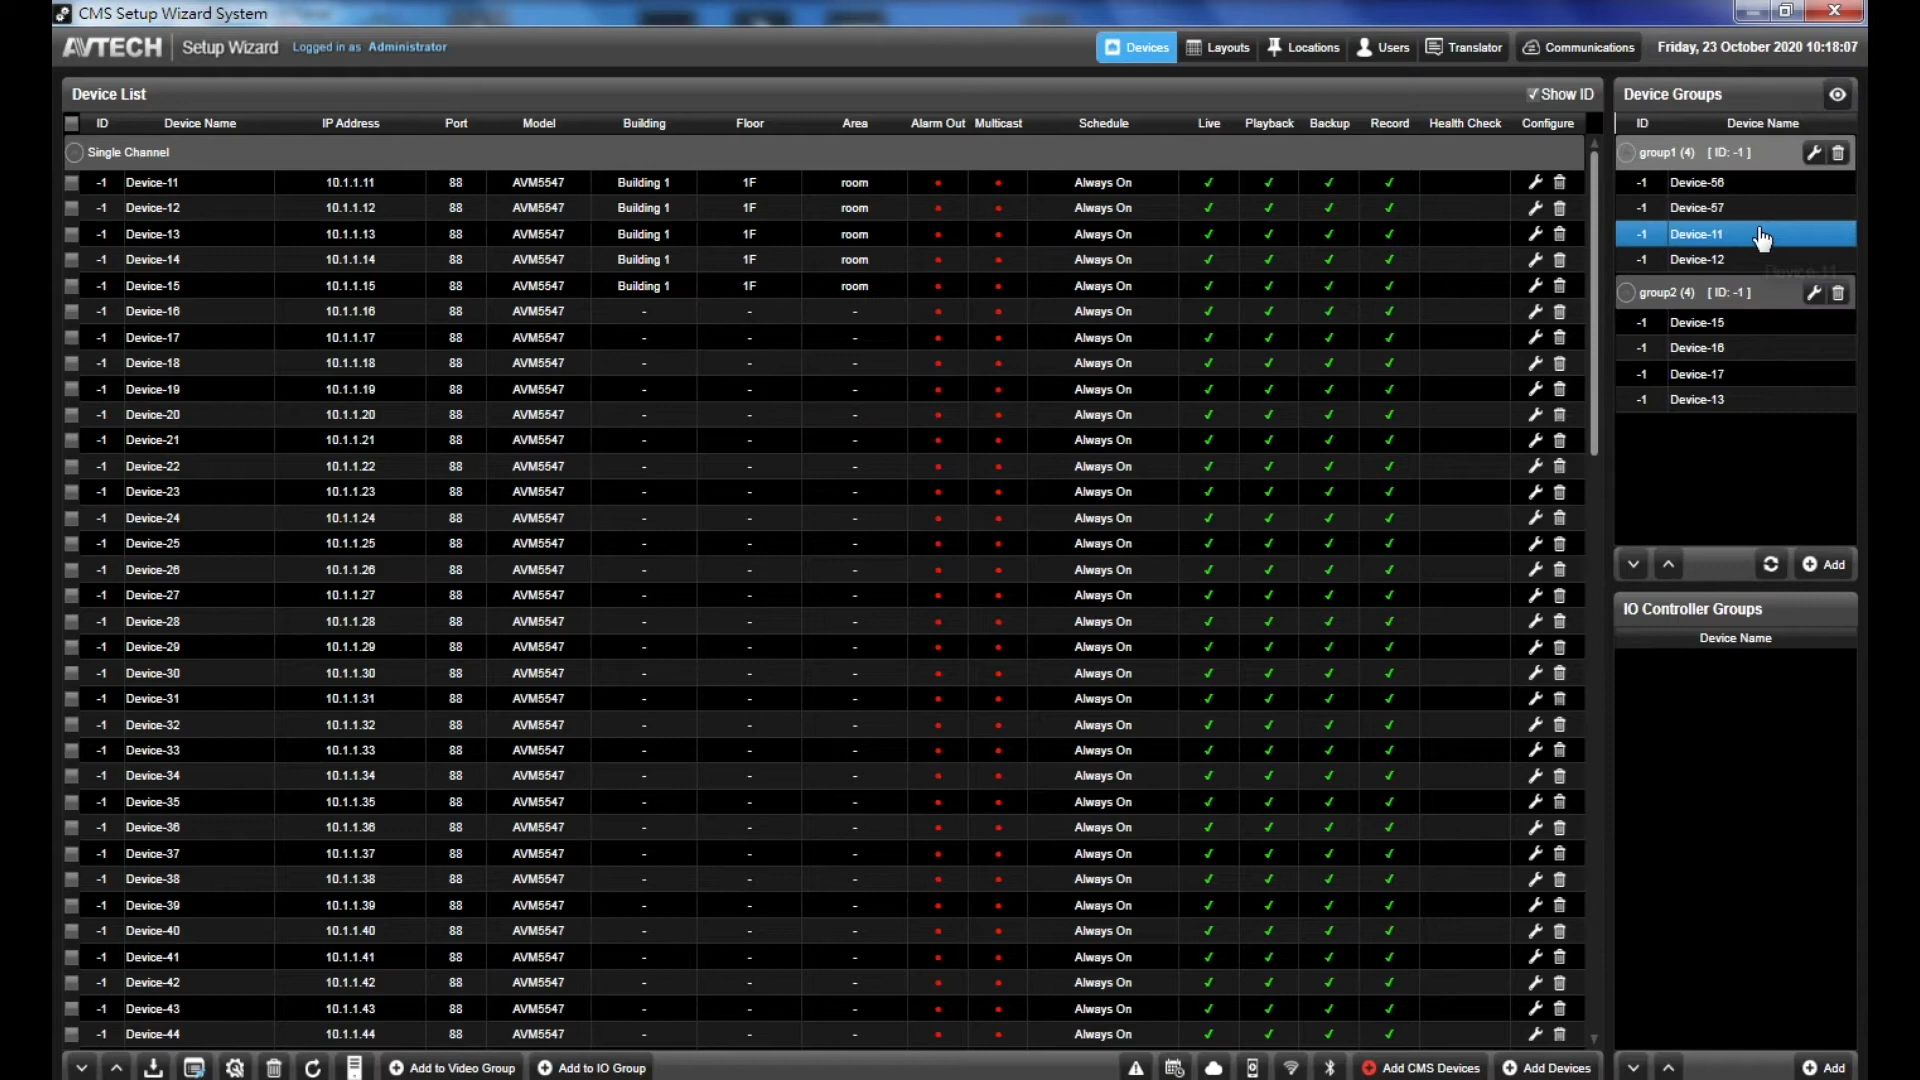 CMS Setup Wizard System
AVTECH Setup Wizard Logged in as Administrator Devices Layouts Locations Users Translator Communications Friday, 23 October 2020 10:18:07
Device List Show ID
ID Device Name IP Address Port Model Building Floor Area Alarm Out Multicast Schedule Live Playback Backup Record Health Check Configure
Single Channel
-1 Device-11 10.1.1.11 88 AVM5547 Building 1 1F room Always On
-1 Device-12 10.1.1.12 88 AVM5547 Building 1 1F room Always On
-1 Device-13 10.1.1.13 88 AVM5547 Building 1 1F room Always On
-1 Device-14 10.1.1.14 88 AVM5547 Building 1 1F room Always On
-1 Device-15 10.1.1.15 88 AVM5547 Building 1 1F room Always On
-1 Device-16 10.1.1.16 88 AVM5547 - - - Always On
-1 Device-17 10.1.1.17 88 AVM5547 - - - Always On
-1 Device-18 10.1.1.18 88 AVM5547 - - - Always On
-1 Device-19 10.1.1.19 88 AVM5547 - - - Always On
-1 Device-20 10.1.1.20 88 AVM5547 - - - Always On
-1 Device-21 10.1.1.21 88 AVM5547 - - - Always On
-1 Device-22 10.1.1.22 88 AVM5547 - - - Always On
-1 Device-23 10.1.1.23 88 AVM5547 - - - Always On
-1 Device-24 10.1.1.24 88 AVM5547 - - - Always On
-1 Device-25 10.1.1.25 88 AVM5547 - - - Always On
-1 Device-26 10.1.1.26 88 AVM5547 - - - Always On
-1 Device-27 10.1.1.27 88 AVM5547 - - - Always On
-1 Device-28 10.1.1.28 88 AVM5547 - - - Always On
-1 Device-29 10.1.1.29 88 AVM5547 - - - Always On
-1 Device-30 10.1.1.30 88 AVM5547 - - - Always On
-1 Device-31 10.1.1.31 88 AVM5547 - - - Always On
-1 Device-32 10.1.1.32 88 AVM5547 - - - Always On
-1 Device-33 10.1.1.33 88 AVM5547 - - - Always On
-1 Device-34 10.1.1.34 88 AVM5547 - - - Always On
-1 Device-35 10.1.1.35 88 AVM5547 - - - Always On
-1 Device-36 10.1.1.36 88 AVM5547 - - - Always On
-1 Device-37 10.1.1.37 88 AVM5547 - - - Always On
-1 Device-38 10.1.1.38 88 AVM5547 - - - Always On
-1 Device-39 10.1.1.39 88 AVM5547 - - - Always On
-1 Device-40 10.1.1.40 88 AVM5547 - - - Always On
-1 Device-41 10.1.1.41 88 AVM5547 - - - Always On
-1 Device-42 10.1.1.42 88 AVM5547 - - - Always On
-1 Device-43 10.1.1.43 88 AVM5547 - - - Always On
-1 Device-44 10.1.1.44 88 AVM5547 - - - Always On
Add to Video Group Add to IO Group Add CMS Devices Add Devices
Device Groups
ID Device Name
group1 (4) [ ID: -1 ]
-1 Device-56
-1 Device-57
-1 Device-11
-1 Device-12
Device-11
group2 (4) [ ID: -1 ]
-1 Device-15
-1 Device-16
-1 Device-17
-1 Device-13
Add
IO Controller Groups
Device Name
Add